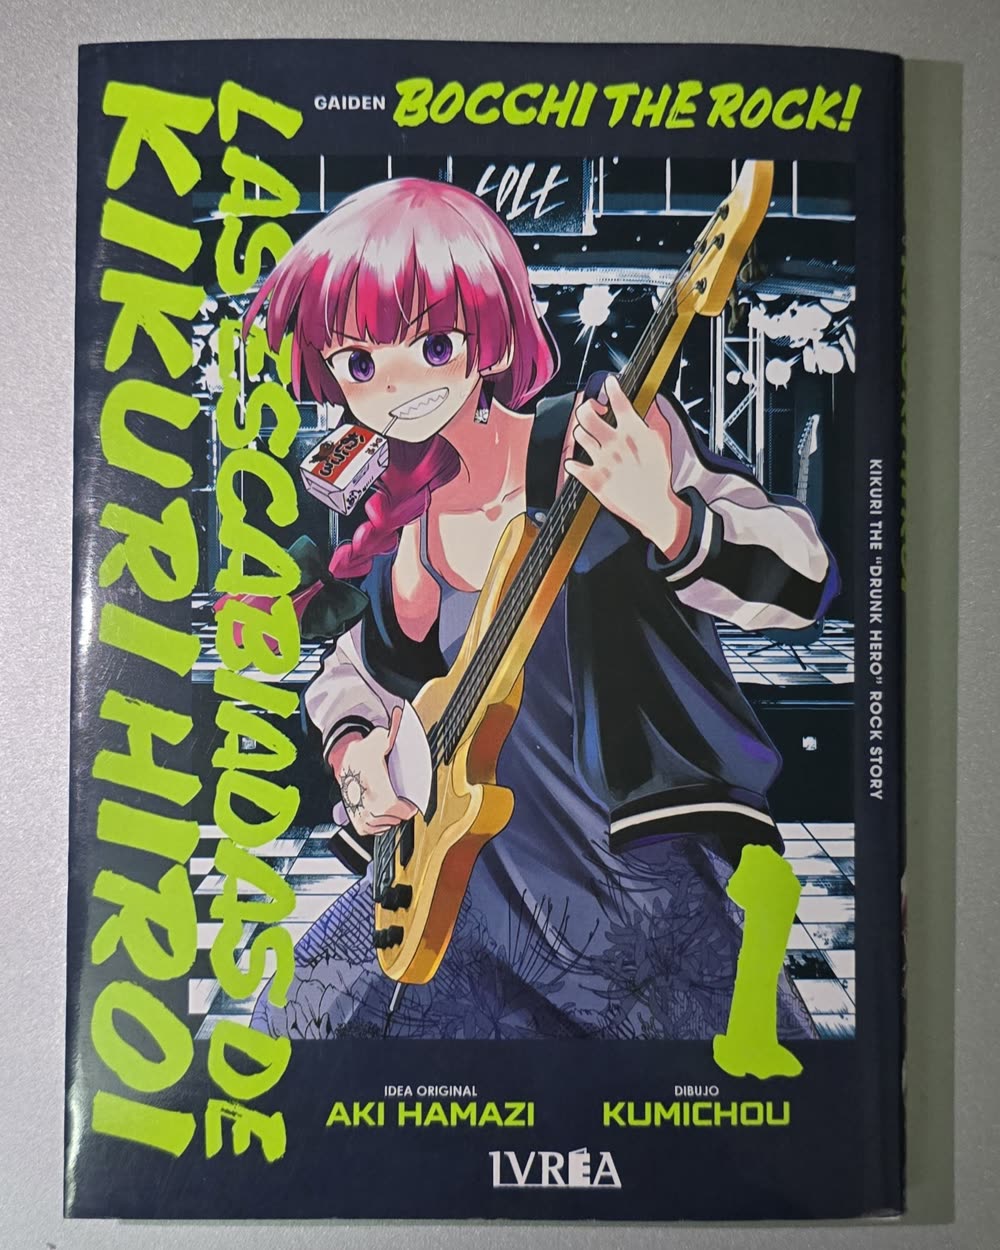 GAIDEN BOCCHI THE ROCK!
LAS ESCABIADAS DE
KIKURI HIROI
KIKURI THE "DRUNK HERO" ROCK STORY
1
IDEA ORIGINAL
AKI HAMAZI
DIBUJO
KUMICHOU
IVREA